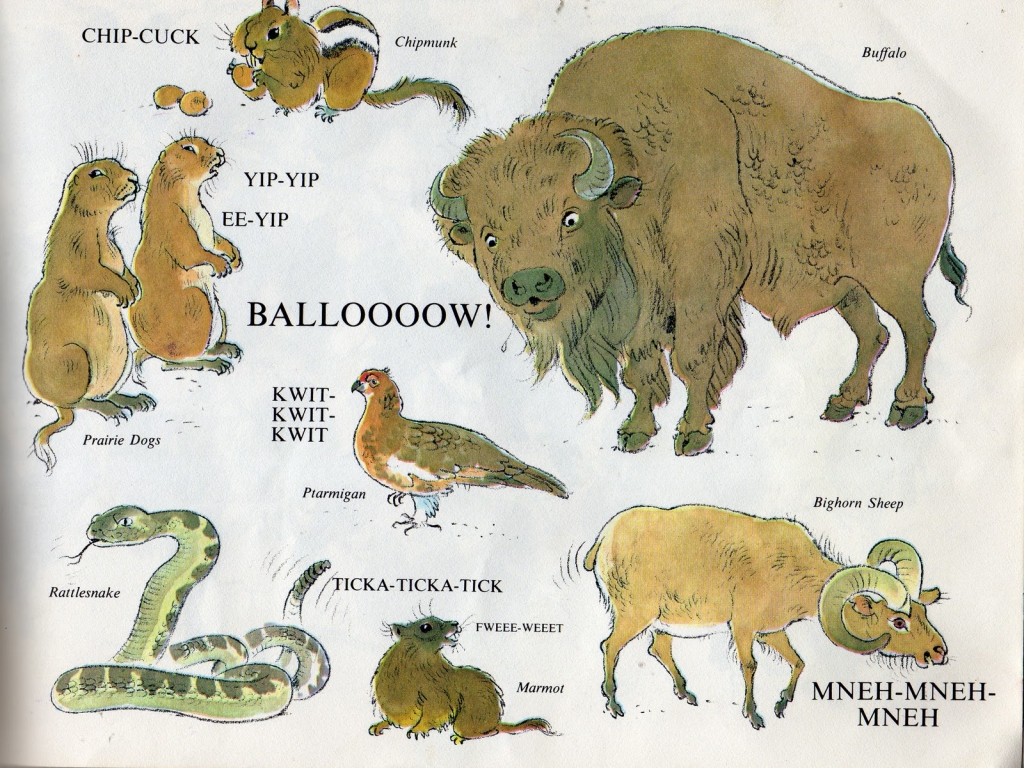 CHIP-CUCK
Chipmunk
Buffalo
YIP-YIP
EE-YIP
BALLOOOOW!
KWIT-
KWIT-
KWIT
Prairie Dogs
Ptarmigan
Bighorn Sheep
Rattlesnake
TICKA-TICKA-TICK
FWEEE-WEEET
Marmot
MNEH-MNEH-
MNEH